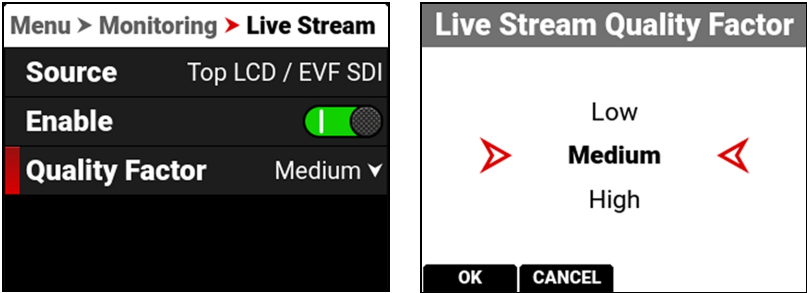 Menu > Monitoring > Live Stream
Source Top LCD / EVF SDI
Enable
Quality Factor Medium
Live Stream Quality Factor
Low
Medium
High
OK CANCEL